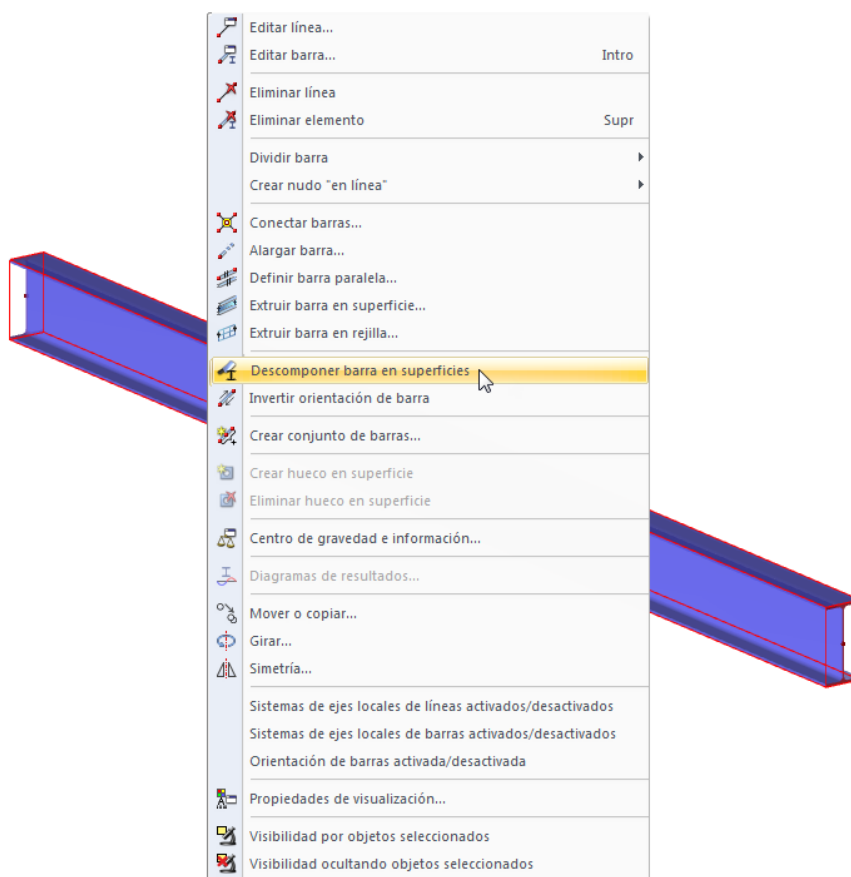 Editar línea...
Editar barra... Intro
Eliminar línea
Eliminar elemento Supr
Dividir barra
Crear nudo "en línea"
Conectar barras...
Alargar barra...
Definir barra paralela...
Extruir barra en superficie...
Extruir barra en rejilla...
Descomponer barra en superficies
Invertir orientación de barra
Crear conjunto de barras...
Crear hueco en superficie
Eliminar hueco en superficie
Centro de gravedad e información...
Diagramas de resultados...
Mover o copiar...
Girar...
Simetría...
Sistemas de ejes locales de líneas activados/desactivados
Sistemas de ejes locales de barras activados/desactivados
Orientación de barras activada/desactivada
Propiedades de visualización...
Visibilidad por objetos seleccionados
Visibilidad ocultando objetos seleccionados